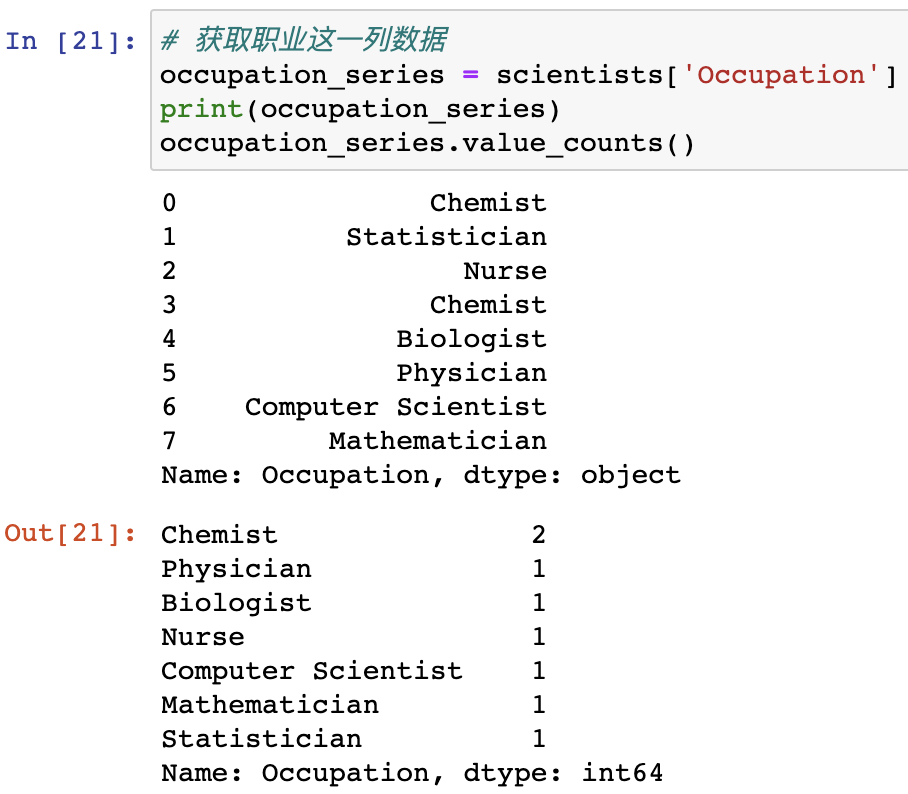 In [21]: # 获取职业这一列数据
occupation_series = scientists['Occupation']
print(occupation_series)
occupation_series.value_counts()
0               Chemist
1          Statistician
2                 Nurse
3               Chemist
4             Biologist
5             Physician
6    Computer Scientist
7         Mathematician
Name: Occupation, dtype: object
Out[21]: Chemist               2
Physician             1
Biologist             1
Nurse                 1
Computer Scientist    1
Mathematician         1
Statistician          1
Name: Occupation, dtype: int64